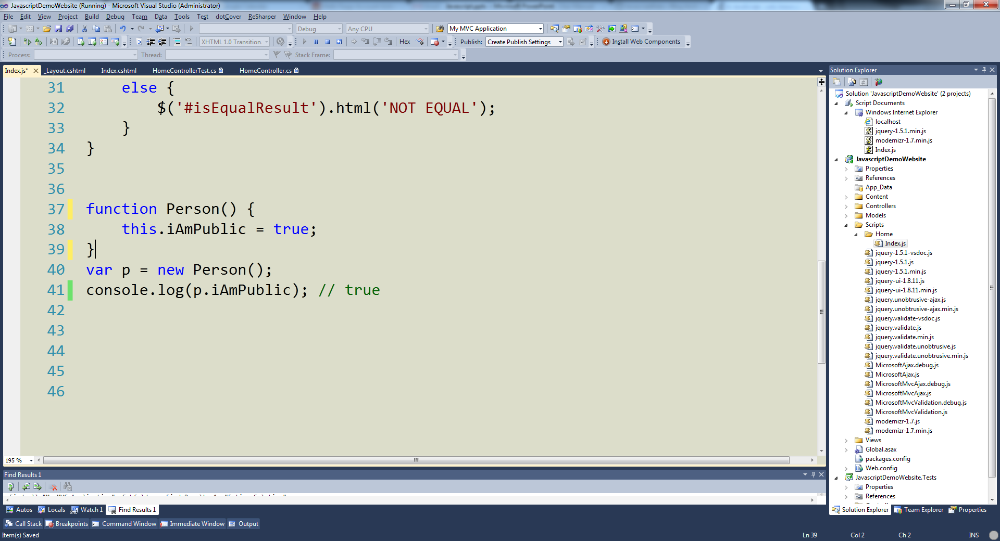 JavascriptDemoWebsite (Running) - Microsoft Visual Studio (Administrator)
File Edit View Project Build Debug Team Data Tools Test dotCover ReSharper Window Help
Debug Any CPU My MVC Application
XHTML 1.0 Transition Hex Publish: Create Publish Settings Install Web Components
Process: Thread: Stack Frame:
Index.js* _Layout.cshtml Index.cshtml HomeControllerTest.cs HomeController.cs
31 else {
32 $('#isEqualResult').html('NOT EQUAL');
33 }
34 }
35
36
37 function Person() {
38 this.iAmPublic = true;
39 }
40 var p = new Person();
41 console.log(p.iAmPublic); // true
42
43
44
45
46
195 %
Solution Explorer
Solution 'JavascriptDemoWebsite' (2 projects)
Script Documents
Windows Internet Explorer
localhost
jquery-1.5.1.min.js
modernizr-1.7.min.js
Index.js
JavascriptDemoWebsite
Properties
References
App_Data
Content
Controllers
Models
Scripts
Home
Index.js
jquery-1.5.1-vsdoc.js
jquery-1.5.1.js
jquery-1.5.1.min.js
jquery-ui-1.8.11.js
jquery-ui-1.8.11.min.js
jquery.unobtrusive-ajax.js
jquery.unobtrusive-ajax.min.js
jquery.validate-vsdoc.js
jquery.validate.js
jquery.validate.min.js
jquery.validate.unobtrusive.js
jquery.validate.unobtrusive.min.js
MicrosoftAjax.debug.js
MicrosoftAjax.js
MicrosoftMvcAjax.debug.js
MicrosoftMvcAjax.js
MicrosoftMvcValidation.debug.js
MicrosoftMvcValidation.js
modernizr-1.7.js
modernizr-1.7.min.js
Views
Global.asax
packages.config
Web.config
JavascriptDemoWebsite.Tests
Properties
References
Solution Explorer Team Explorer Properties
Find Results 1
Autos Locals Watch 1 Find Results 1
Call Stack Breakpoints Command Window Immediate Window Output
Item(s) Saved Ln 39 Col 2 Ch 2 INS